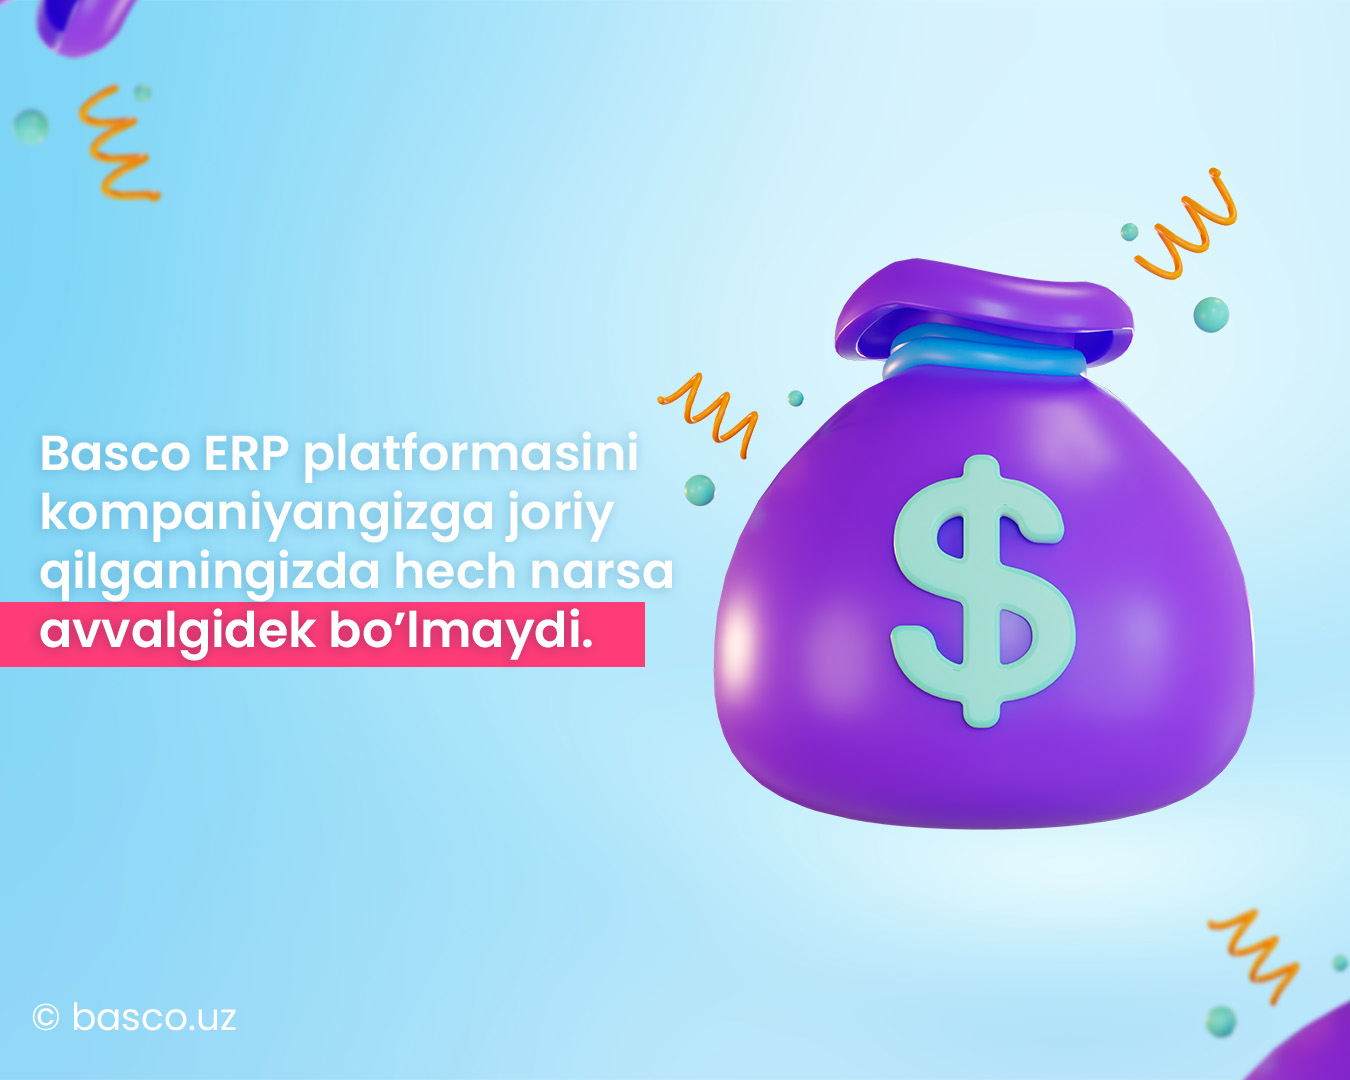 Basco ERP platformasini
kompaniyangizga joriy
qilganingizda hech narsa
avvalgidek bo’lmaydi.
$
© basco.uz